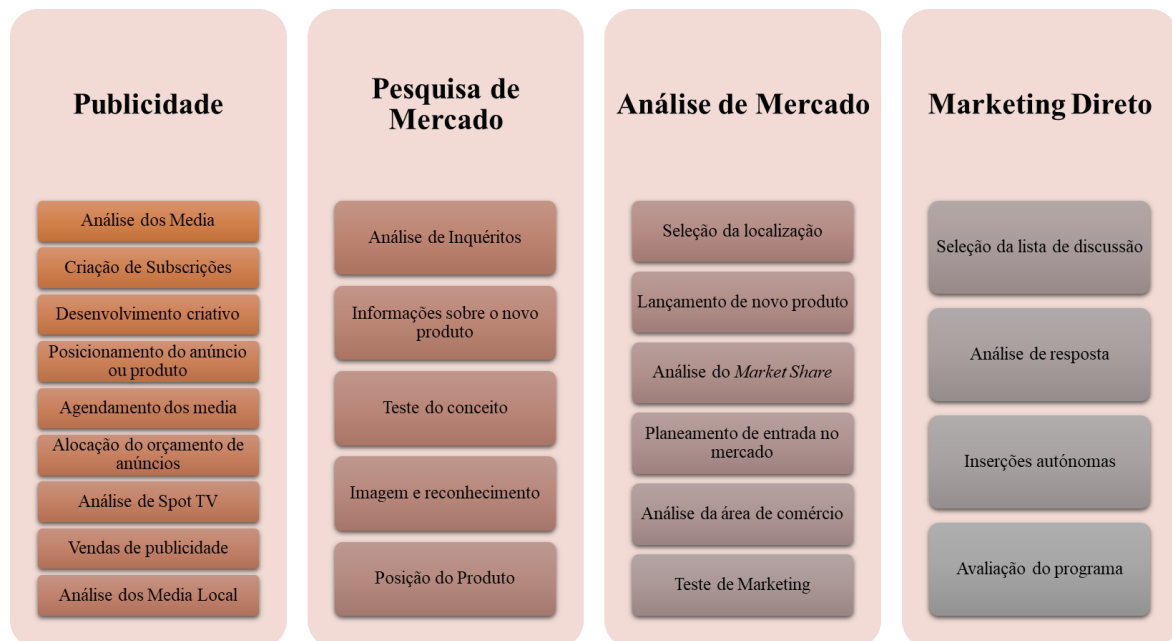 Publicidade
Análise dos Media
Criação de Subscrições
Desenvolvimento criativo
Posicionamento do anúncio
ou produto
Agendamento dos media
Alocação do orçamento de
anúncios
Análise de Spot TV
Vendas de publicidade
Análise dos Media Local
Pesquisa de
Mercado
Análise de Inquéritos
Informações sobre o novo
produto
Teste do conceito
Imagem e reconhecimento
Posição do Produto
Análise de Mercado
Seleção da localização
Lançamento de novo produto
Análise do Market Share
Planeamento de entrada no
mercado
Análise da área de comércio
Teste de Marketing
Marketing Direto
Seleção da lista de discussão
Análise de resposta
Inserções autónomas
Avaliação do programa